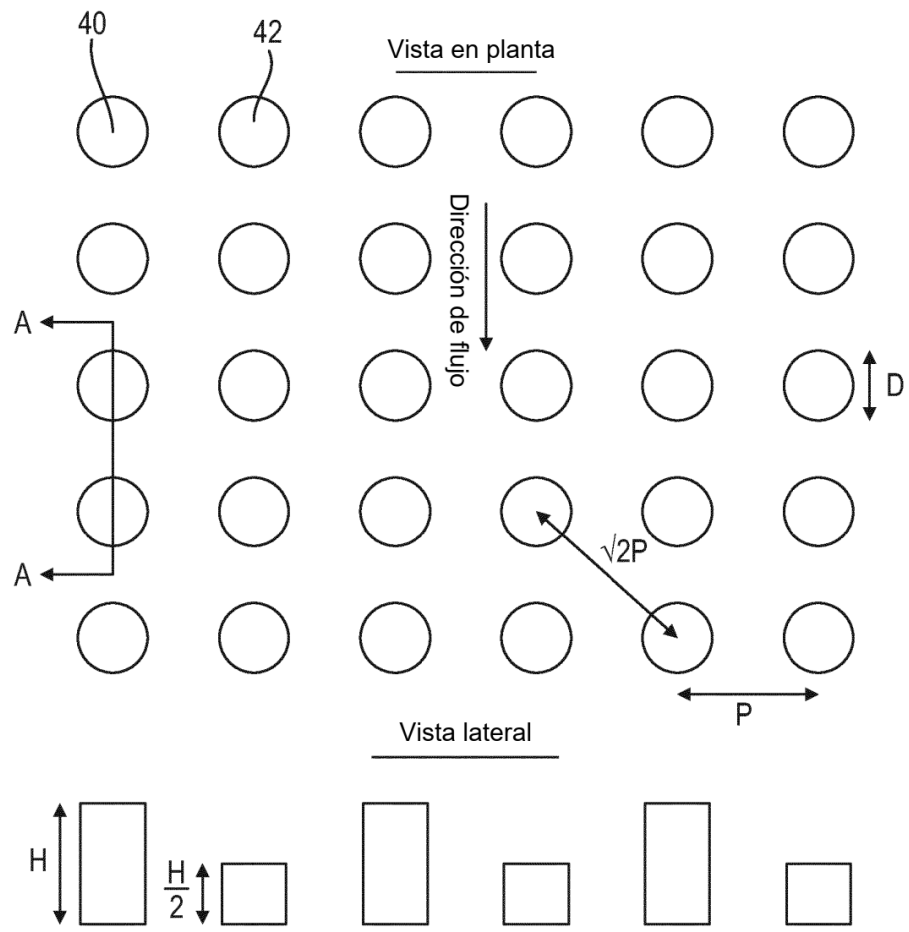 40
42
Vista en planta
Dirección de flujo
A
D
A
√2P
P
Vista lateral
H
H
2